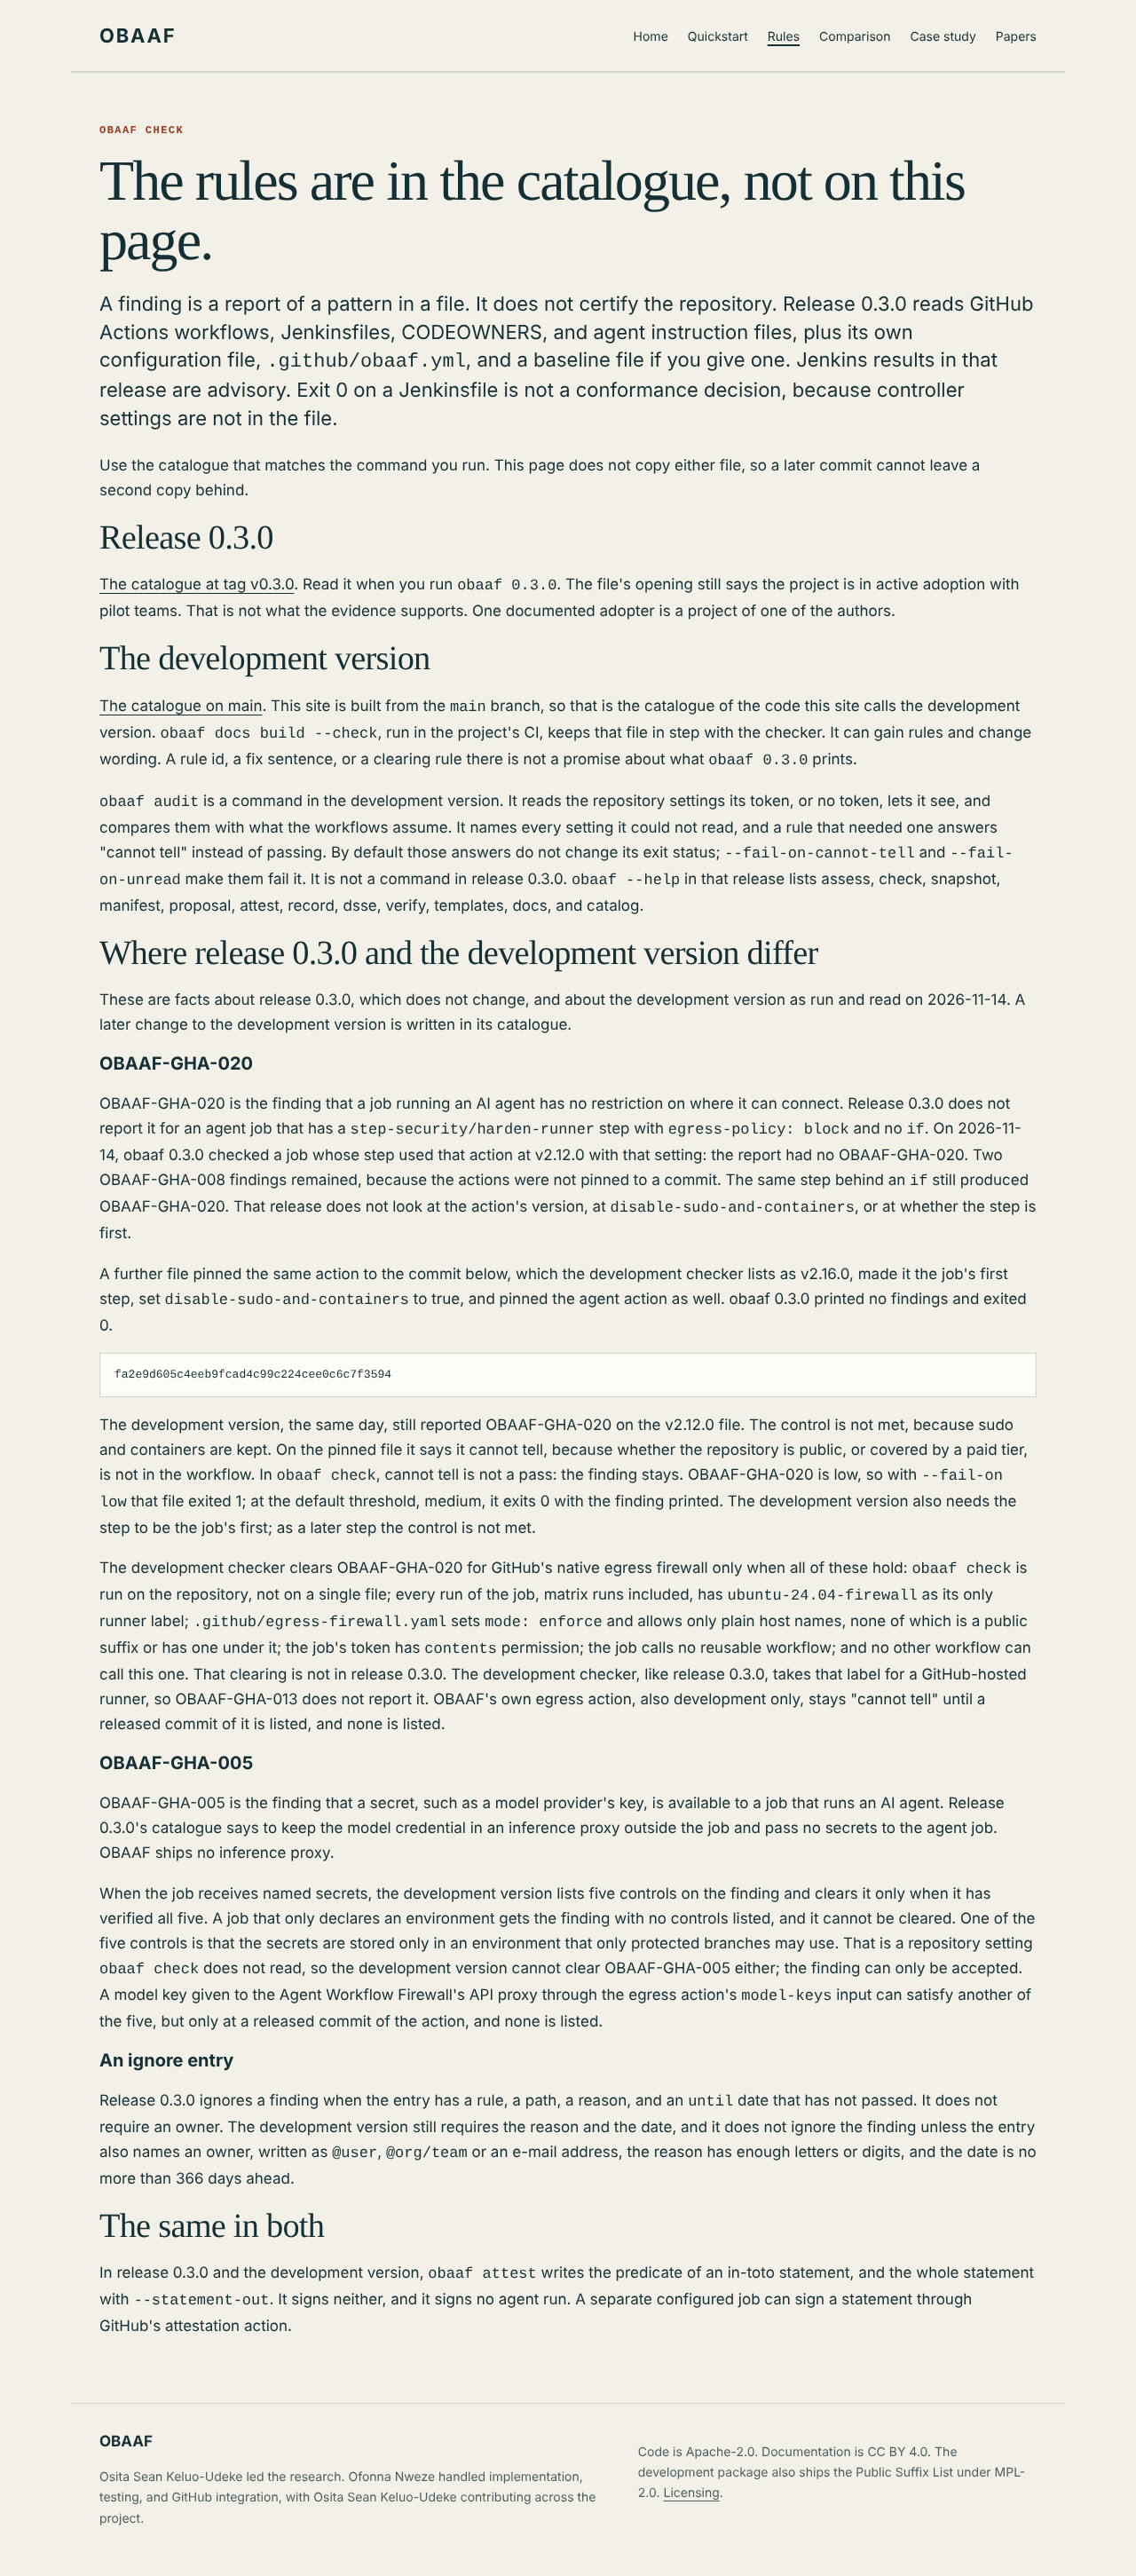 OBAAF
Home Quickstart Rules Comparison Case study Papers
OBAAF CHECK
The rules are in the catalogue, not on this
page.
A finding is a report of a pattern in a file. It does not certify the repository. Release 0.3.0 reads GitHub
Actions workflows, Jenkinsfiles, CODEOWNERS, and agent instruction files, plus its own
configuration file, .github/obaaf.yml, and a baseline file if you give one. Jenkins results in that
release are advisory. Exit 0 on a Jenkinsfile is not a conformance decision, because controller
settings are not in the file.
Use the catalogue that matches the command you run. This page does not copy either file, so a later commit cannot leave a
second copy behind.
Release 0.3.0
The catalogue at tag v0.3.0. Read it when you run obaaf 0.3.0. The file's opening still says the project is in active adoption with
pilot teams. That is not what the evidence supports. One documented adopter is a project of one of the authors.
The development version
The catalogue on main. This site is built from the main branch, so that is the catalogue of the code this site calls the development
version. obaaf docs build --check, run in the project's CI, keeps that file in step with the checker. It can gain rules and change
wording. A rule id, a fix sentence, or a clearing rule there is not a promise about what obaaf 0.3.0 prints.
obaaf audit is a command in the development version. It reads the repository settings its token, or no token, lets it see, and
compares them with what the workflows assume. It names every setting it could not read, and a rule that needed one answers
"cannot tell" instead of passing. By default those answers do not change its exit status; --fail-on-cannot-tell and --fail-
on-unread make them fail it. It is not a command in release 0.3.0. obaaf --help in that release lists assess, check, snapshot,
manifest, proposal, attest, record, dsse, verify, templates, docs, and catalog.
Where release 0.3.0 and the development version differ
These are facts about release 0.3.0, which does not change, and about the development version as run and read on 2026-11-14. A
later change to the development version is written in its catalogue.
OBAAF-GHA-020
OBAAF-GHA-020 is the finding that a job running an AI agent has no restriction on where it can connect. Release 0.3.0 does not
report it for an agent job that has a step-security/harden-runner step with egress-policy: block and no if. On 2026-11-
14, obaaf 0.3.0 checked a job whose step used that action at v2.12.0 with that setting: the report had no OBAAF-GHA-020. Two
OBAAF-GHA-008 findings remained, because the actions were not pinned to a commit. The same step behind an if still produced
OBAAF-GHA-020. That release does not look at the action's version, at disable-sudo-and-containers, or at whether the step is
first.
A further file pinned the same action to the commit below, which the development checker lists as v2.16.0, made it the job's first
step, set disable-sudo-and-containers to true, and pinned the agent action as well. obaaf 0.3.0 printed no findings and exited
0.
fa2e9d605c4eeb9fcad4c99c224cee0c6c7f3594
The development version, the same day, still reported OBAAF-GHA-020 on the v2.12.0 file. The control is not met, because sudo
and containers are kept. On the pinned file it says it cannot tell, because whether the repository is public, or covered by a paid tier,
is not in the workflow. In obaaf check, cannot tell is not a pass: the finding stays. OBAAF-GHA-020 is low, so with --fail-on
low that file exited 1; at the default threshold, medium, it exits 0 with the finding printed. The development version also needs the
step to be the job's first; as a later step the control is not met.
The development checker clears OBAAF-GHA-020 for GitHub's native egress firewall only when all of these hold: obaaf check is
run on the repository, not on a single file; every run of the job, matrix runs included, has ubuntu-24.04-firewall as its only
runner label; .github/egress-firewall.yaml sets mode: enforce and allows only plain host names, none of which is a public
suffix or has one under it; the job's token has contents permission; the job calls no reusable workflow; and no other workflow can
call this one. That clearing is not in release 0.3.0. The development checker, like release 0.3.0, takes that label for a GitHub-hosted
runner, so OBAAF-GHA-013 does not report it. OBAAF's own egress action, also development only, stays "cannot tell" until a
released commit of it is listed, and none is listed.
OBAAF-GHA-005
OBAAF-GHA-005 is the finding that a secret, such as a model provider's key, is available to a job that runs an AI agent. Release
0.3.0's catalogue says to keep the model credential in an inference proxy outside the job and pass no secrets to the agent job.
OBAAF ships no inference proxy.
When the job receives named secrets, the development version lists five controls on the finding and clears it only when it has
verified all five. A job that only declares an environment gets the finding with no controls listed, and it cannot be cleared. One of the
five controls is that the secrets are stored only in an environment that only protected branches may use. That is a repository setting
obaaf check does not read, so the development version cannot clear OBAAF-GHA-005 either; the finding can only be accepted.
A model key given to the Agent Workflow Firewall's API proxy through the egress action's model-keys input can satisfy another of
the five, but only at a released commit of the action, and none is listed.
An ignore entry
Release 0.3.0 ignores a finding when the entry has a rule, a path, a reason, and an until date that has not passed. It does not
require an owner. The development version still requires the reason and the date, and it does not ignore the finding unless the entry
also names an owner, written as @user, @org/team or an e-mail address, the reason has enough letters or digits, and the date is no
more than 366 days ahead.
The same in both
In release 0.3.0 and the development version, obaaf attest writes the predicate of an in-toto statement, and the whole statement
with --statement-out. It signs neither, and it signs no agent run. A separate configured job can sign a statement through
GitHub's attestation action.
OBAAF
Osita Sean Keluo-Udeke led the research. Ofonna Nweze handled implementation,
testing, and GitHub integration, with Osita Sean Keluo-Udeke contributing across the
project.
Code is Apache-2.0. Documentation is CC BY 4.0. The
development package also ships the Public Suffix List under MPL-
2.0. Licensing.